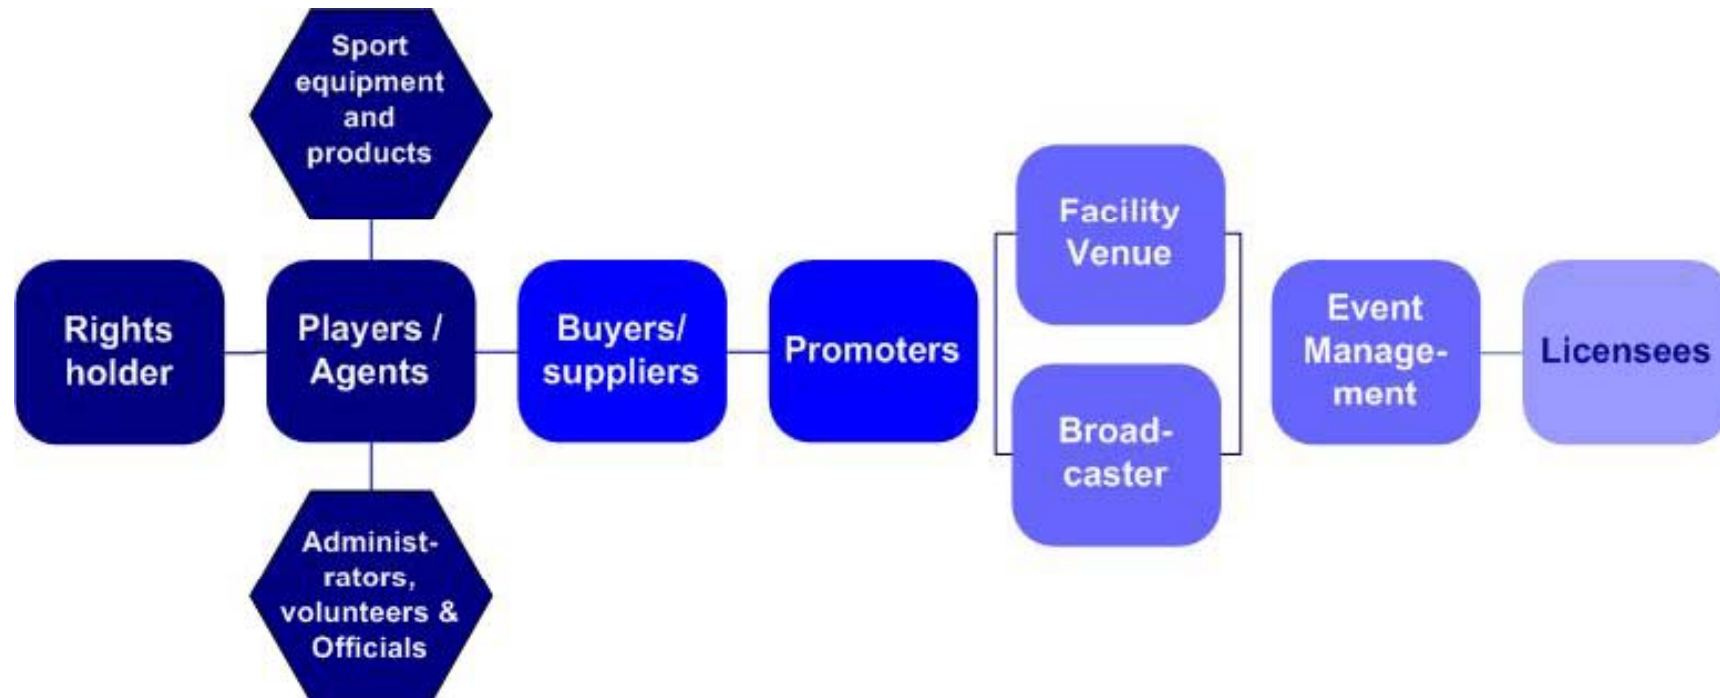 Sport
equipment
and
products
Rights
holder
Players /
Agents
Buyers/
suppliers
Promoters
Facility
Venue
Broad-
caster
Event
Manage-
ment
Licensees
Administ-
rators,
volunteers &
Officials